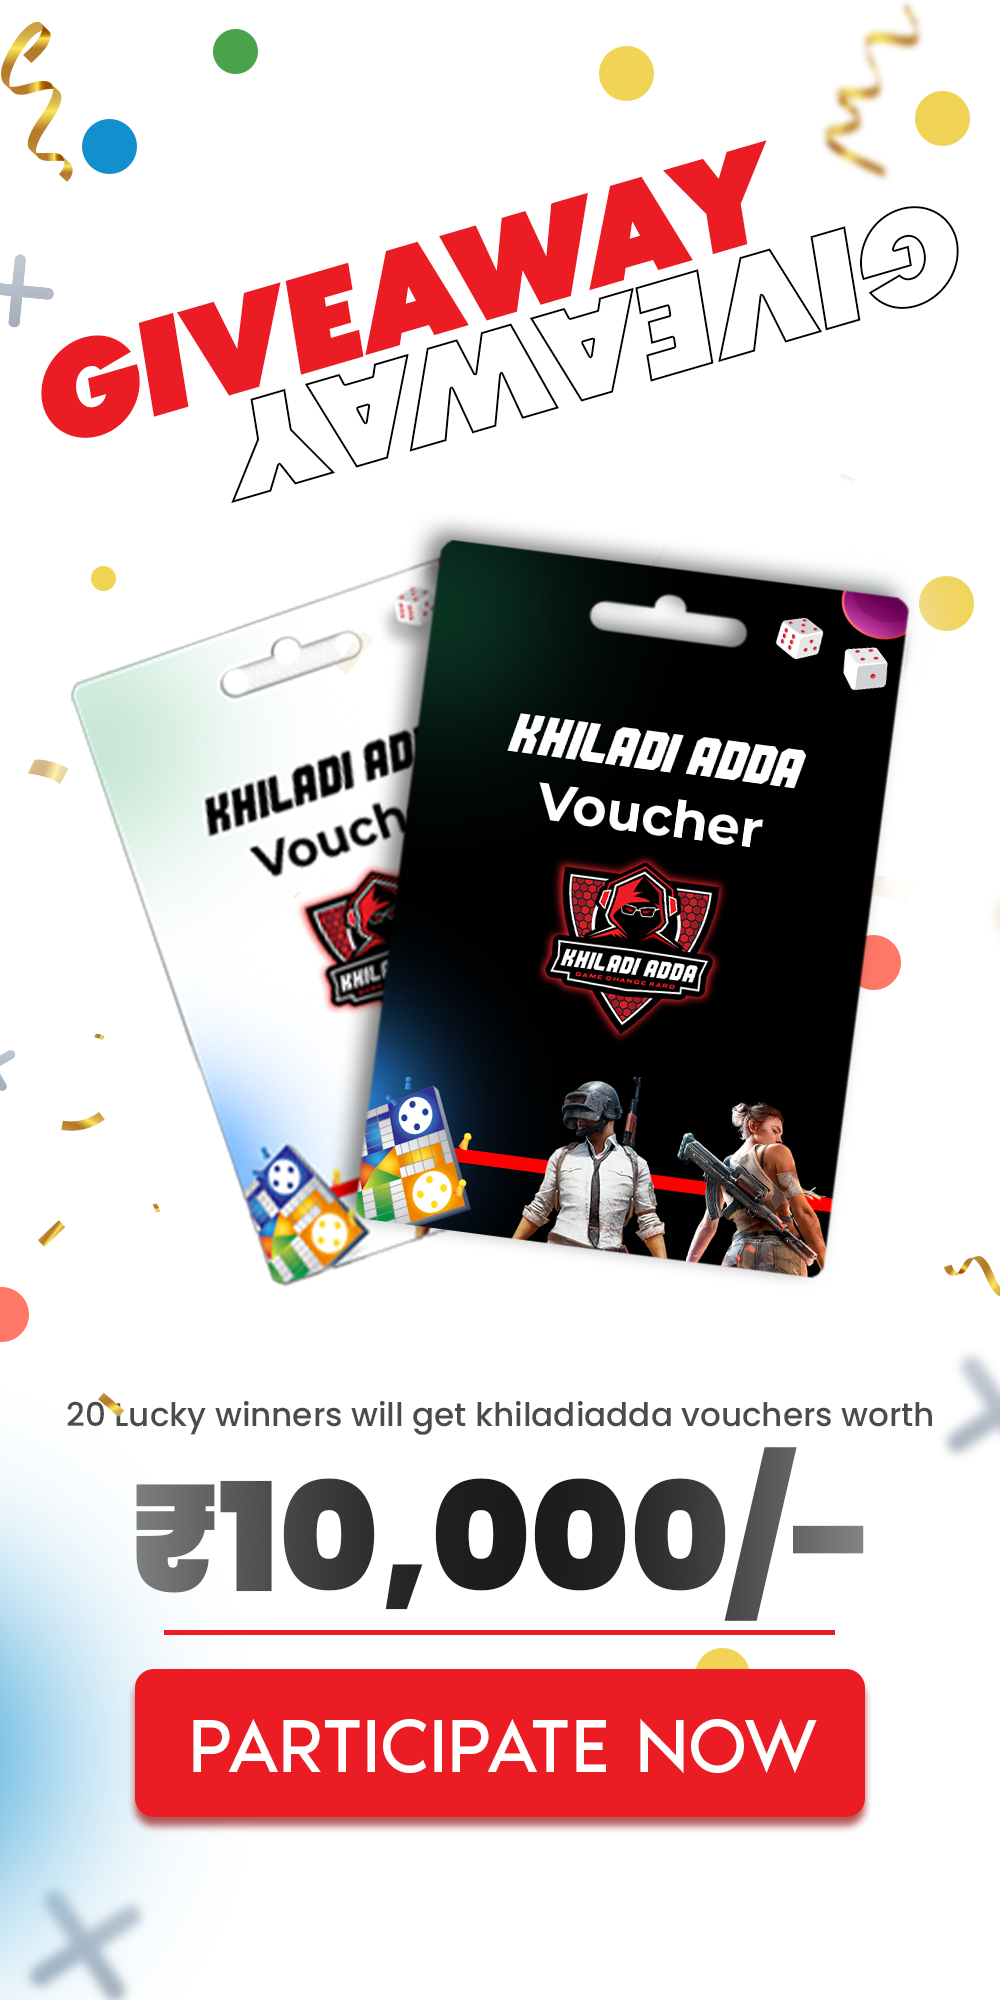 GIVEAWAY
GIVEAWAY
KHILADI ADDA
Voucher
KHILADI ADDA
GAME CHANGE KARO
KHILADI AD
Vouch
KHILA
20 Lucky winners will get khiladiadda vouchers worth
₹10,000/-
PARTICIPATE NOW